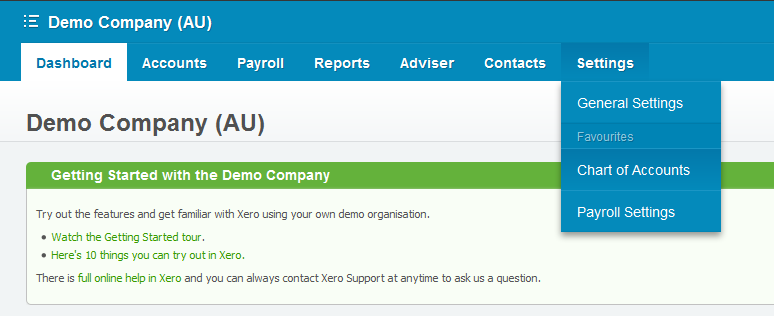 Demo Company (AU)
Dashboard Accounts Payroll Reports Adviser Contacts Settings
General Settings
Favourites
Chart of Accounts
Payroll Settings
Demo Company (AU)
Getting Started with the Demo Company
Try out the features and get familiar with Xero using your own demo organisation.
• Watch the Getting Started tour.
• Here's 10 things you can try out in Xero.
There is full online help in Xero and you can always contact Xero Support at anytime to ask us a question.